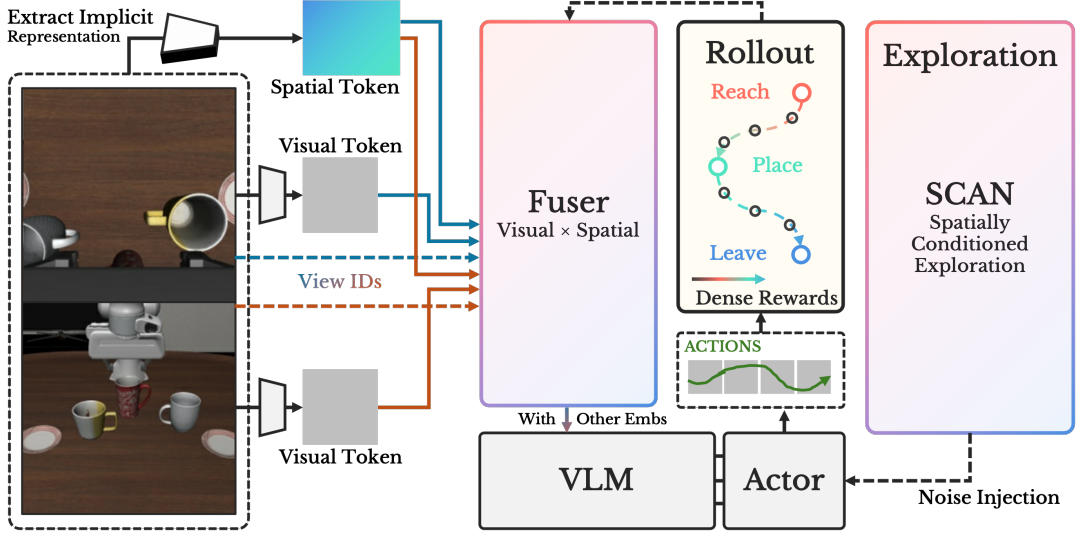 Extract Implicit
Representation
Spatial Token
Visual Token
View IDs
Visual Token
Fuser
Visual × Spatial
With Other Embs
VLM
Rollout
Reach
Place
Leave
Dense Rewards
ACTIONS
Actor
Exploration
SCAN
Spatially
Conditioned
Exploration
Noise Injection